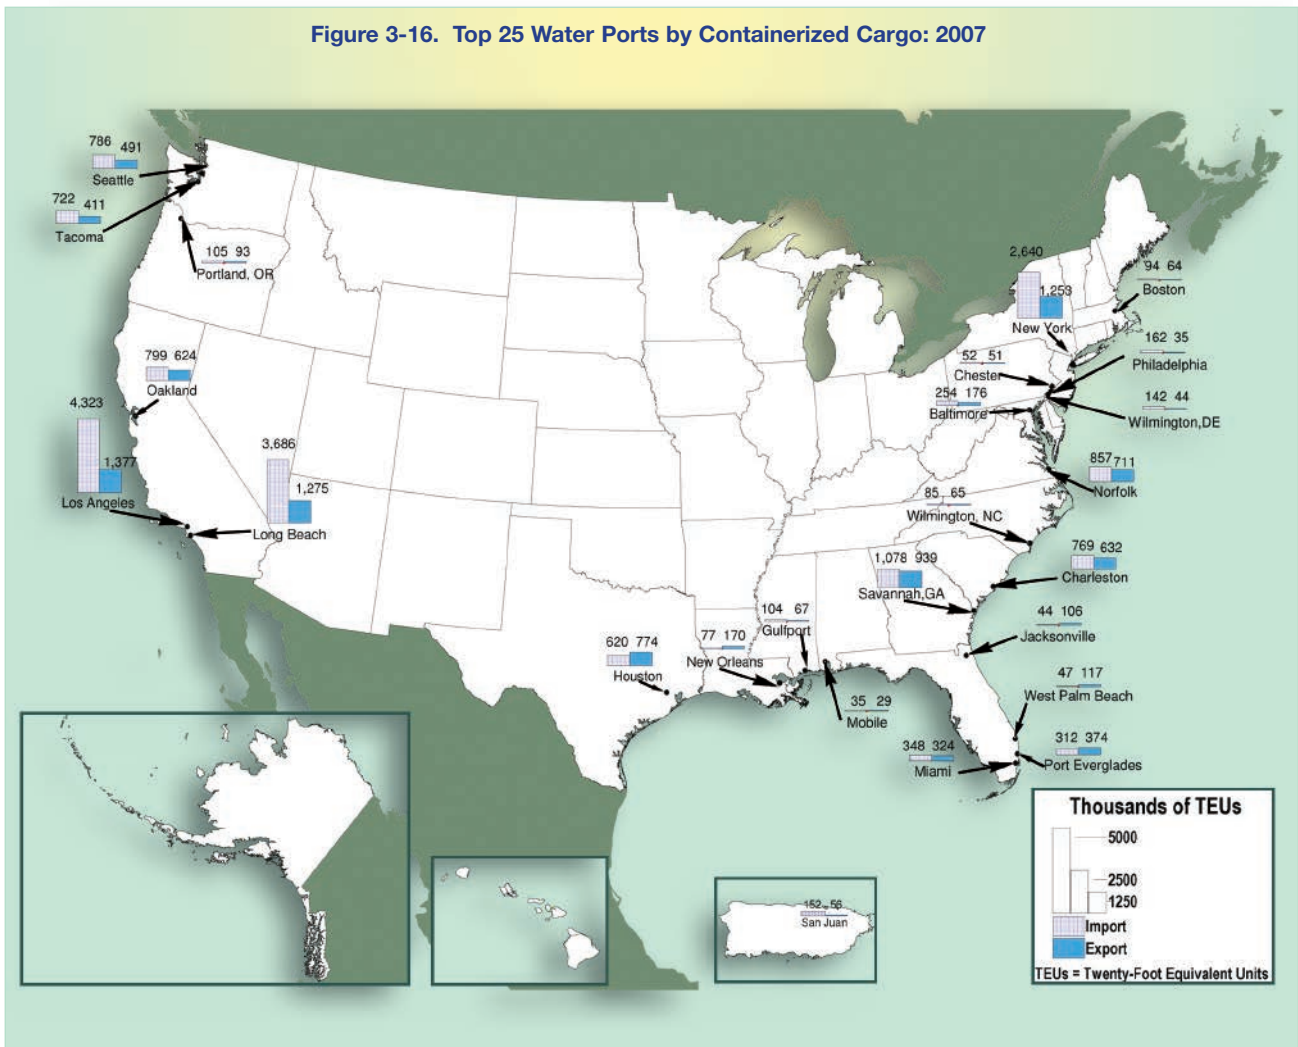 Figure 3-16. Top 25 Water Ports by Containerized Cargo: 2007
786 491
Seattle
722 411
Tacoma
105 93
Portland, OR
799 624
Oakland
4,323
1,377
Los Angeles
3,686
1,275
Long Beach
2,640
1,253
New York
94 64
Boston
162 35
Philadelphia
52 51
Chester
142 44
Wilmington,DE
254 176
Baltimore
857 711
Norfolk
85 65
Wilmington, NC
769 632
Charleston
1,078 939
Savannah,GA
44 106
Jacksonville
104 67
Gulfport
77 170
New Orleans
620 774
Houston
35 29
Mobile
47 117
West Palm Beach
312 374
Port Everglades
348 324
Miami
152 56
San Juan
Thousands of TEUs
5000
2500
1250
Import
Export
TEUs = Twenty-Foot Equivalent Units